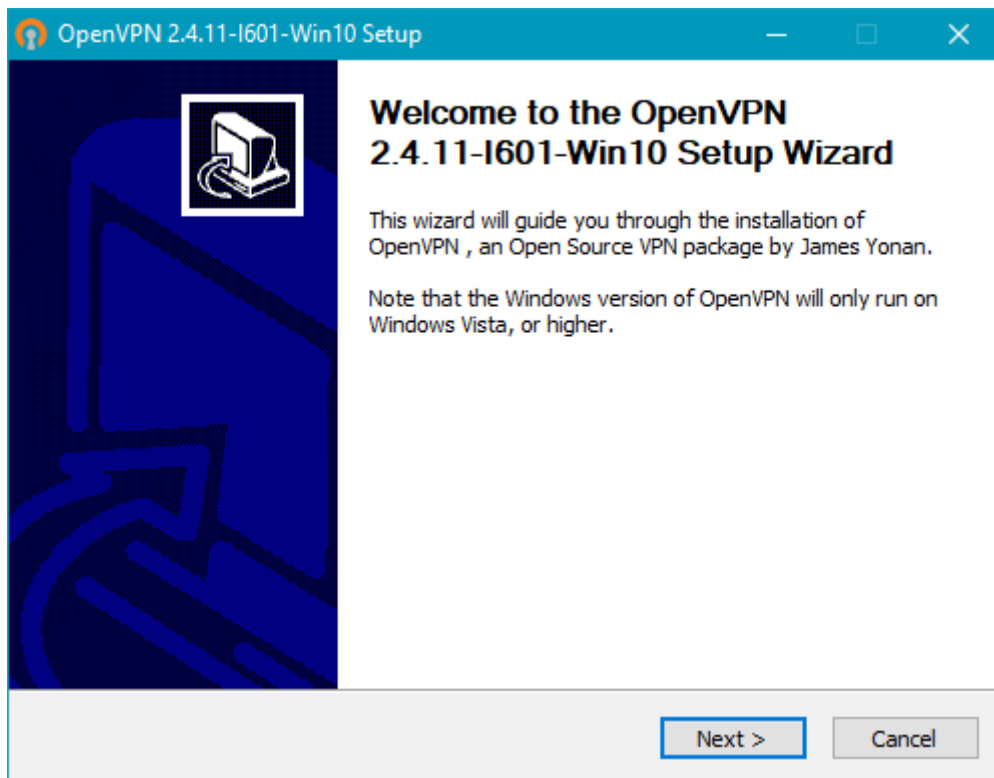 OpenVPN 2.4.11-I601-Win10 Setup
Welcome to the OpenVPN
2.4.11-I601-Win10 Setup Wizard
This wizard will guide you through the installation of
OpenVPN , an Open Source VPN package by James Yonan.
Note that the Windows version of OpenVPN will only run on
Windows Vista, or higher.
Next >
Cancel